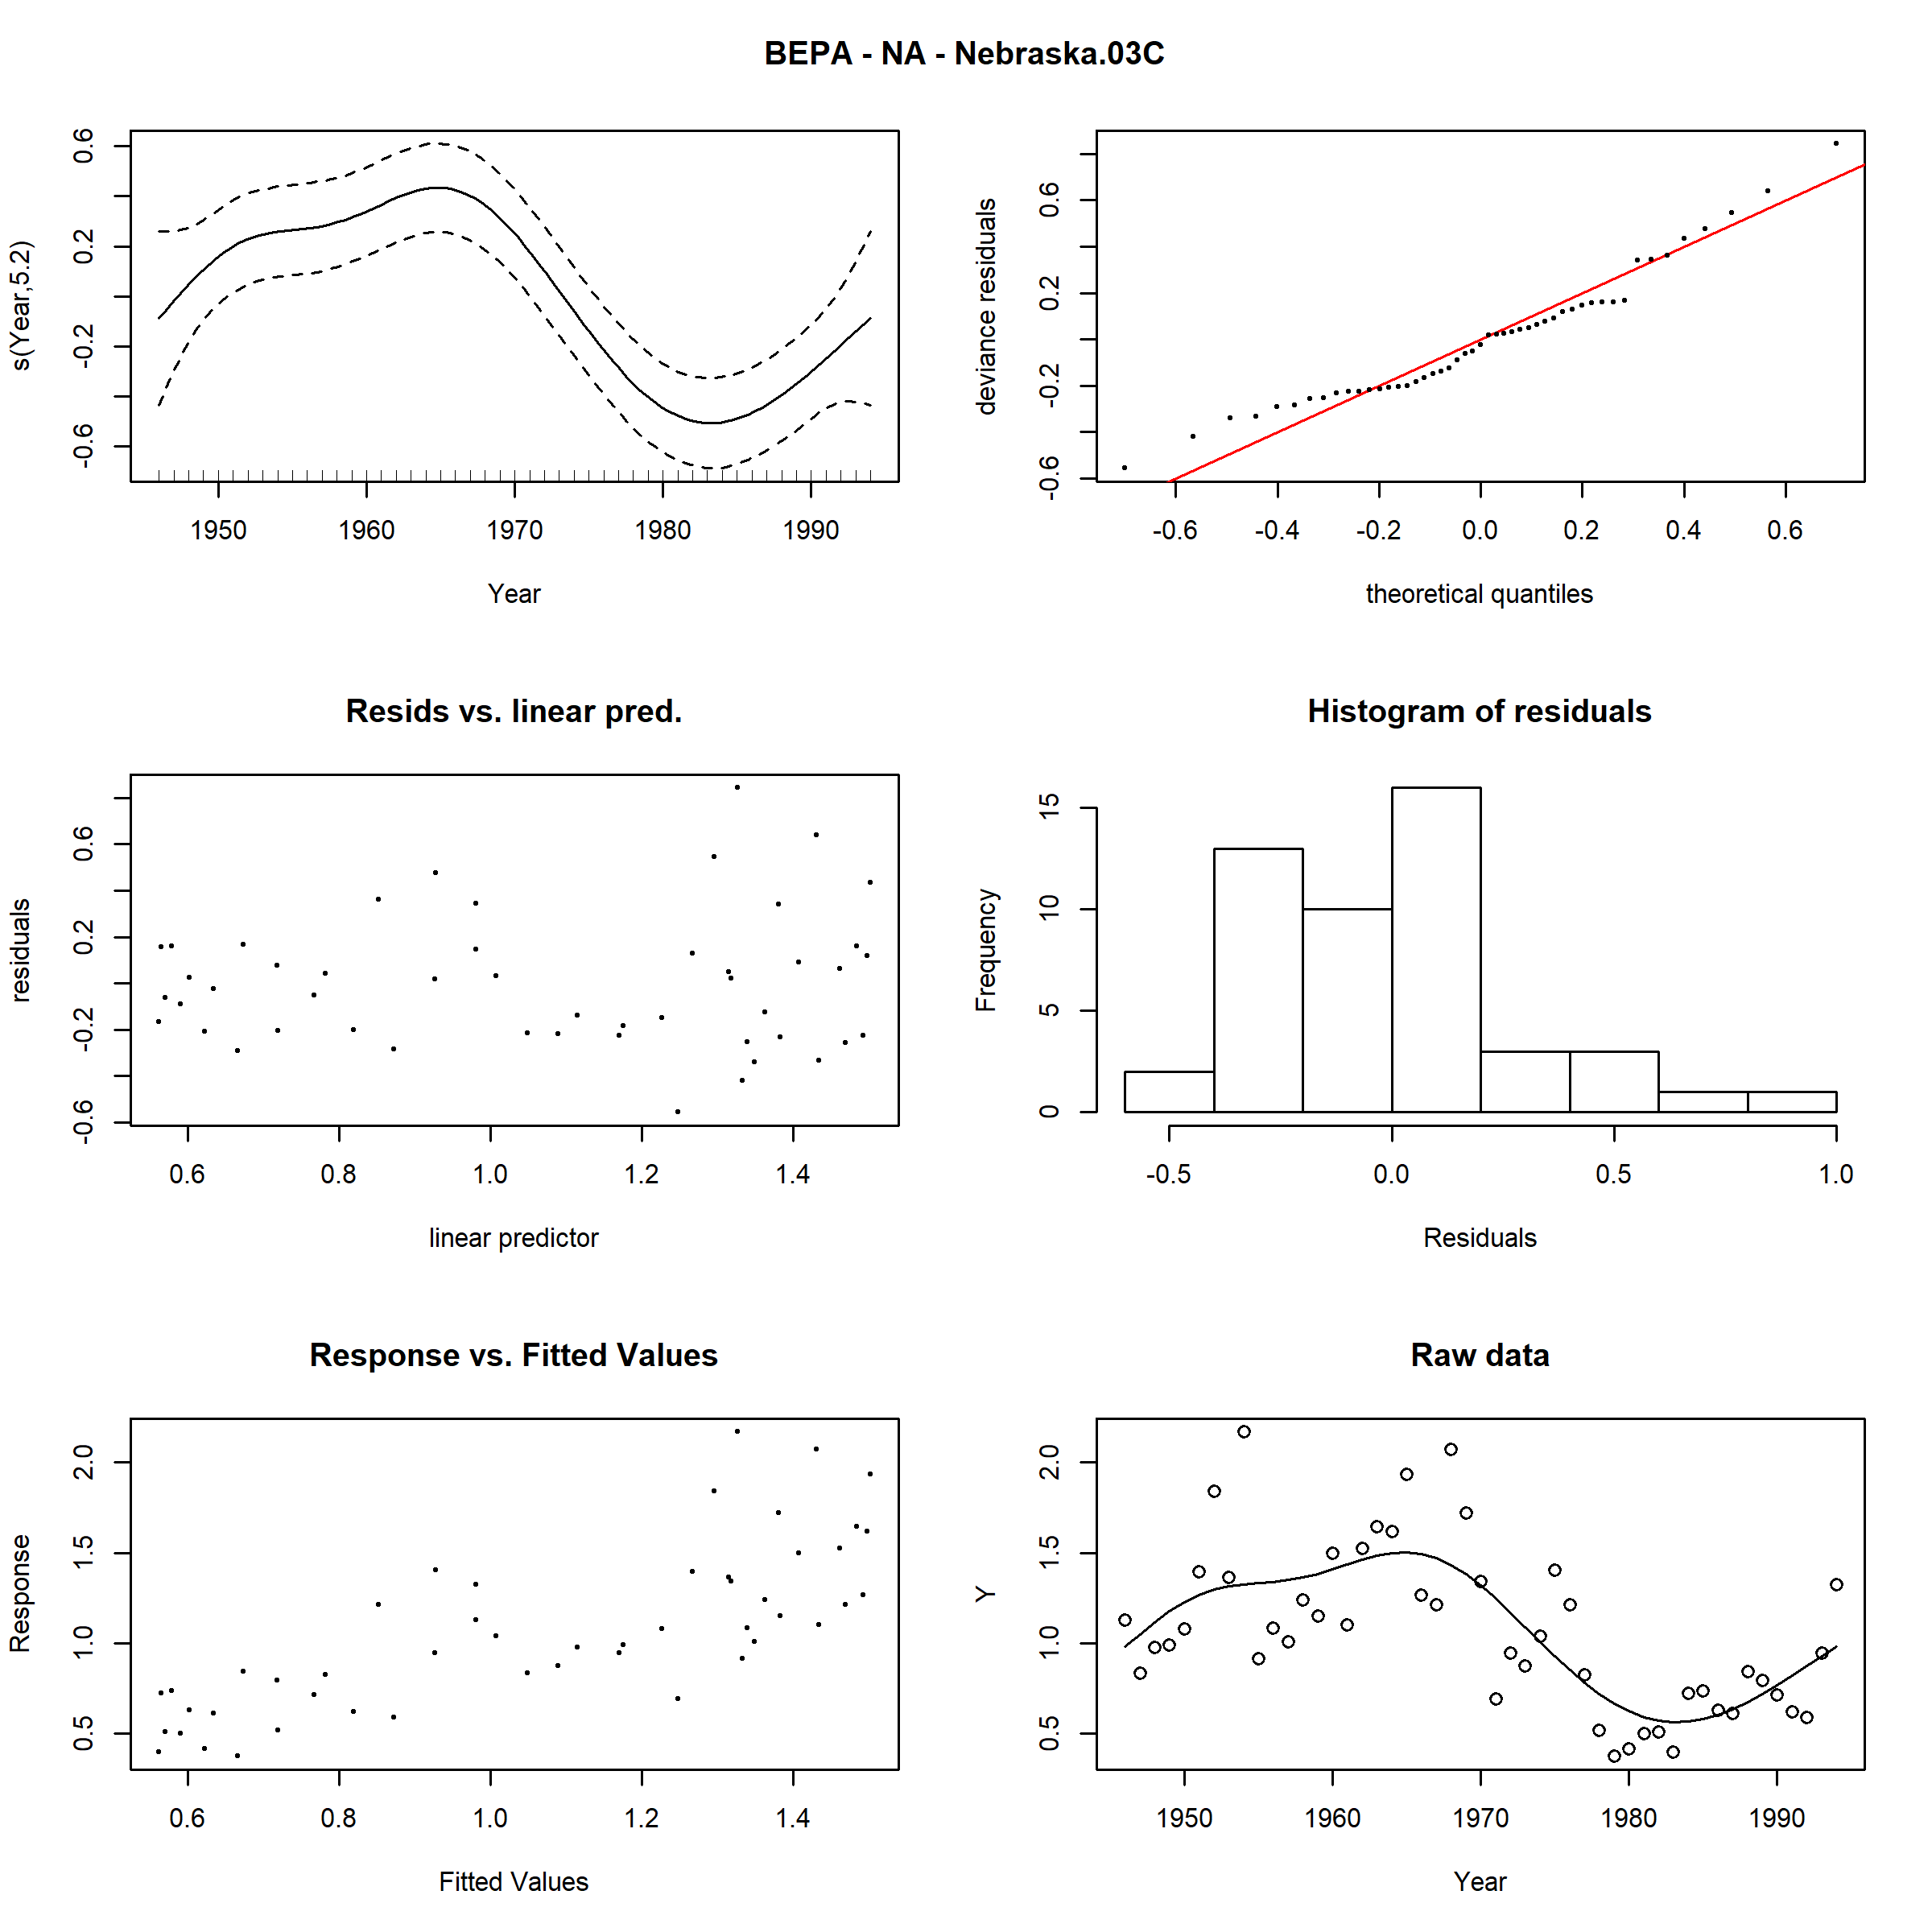 BEPA - NA - Nebraska.03C
s(Year,5.2)
-0.6 -0.2 0.2 0.6
1950 1960 1970 1980 1990
Year
deviance residuals
-0.6 -0.2 0.2 0.6
-0.6 -0.4 -0.2 0.0 0.2 0.4 0.6
theoretical quantiles
Resids vs. linear pred.
residuals
-0.6 -0.2 0.2 0.6
0.6 0.8 1.0 1.2 1.4
linear predictor
Histogram of residuals
Frequency
0 5 10 15
-0.5 0.0 0.5 1.0
Residuals
Response vs. Fitted Values
Response
0.5 1.0 1.5 2.0
0.6 0.8 1.0 1.2 1.4
Fitted Values
Raw data
Y
0.5 1.0 1.5 2.0
1950 1960 1970 1980 1990
Year